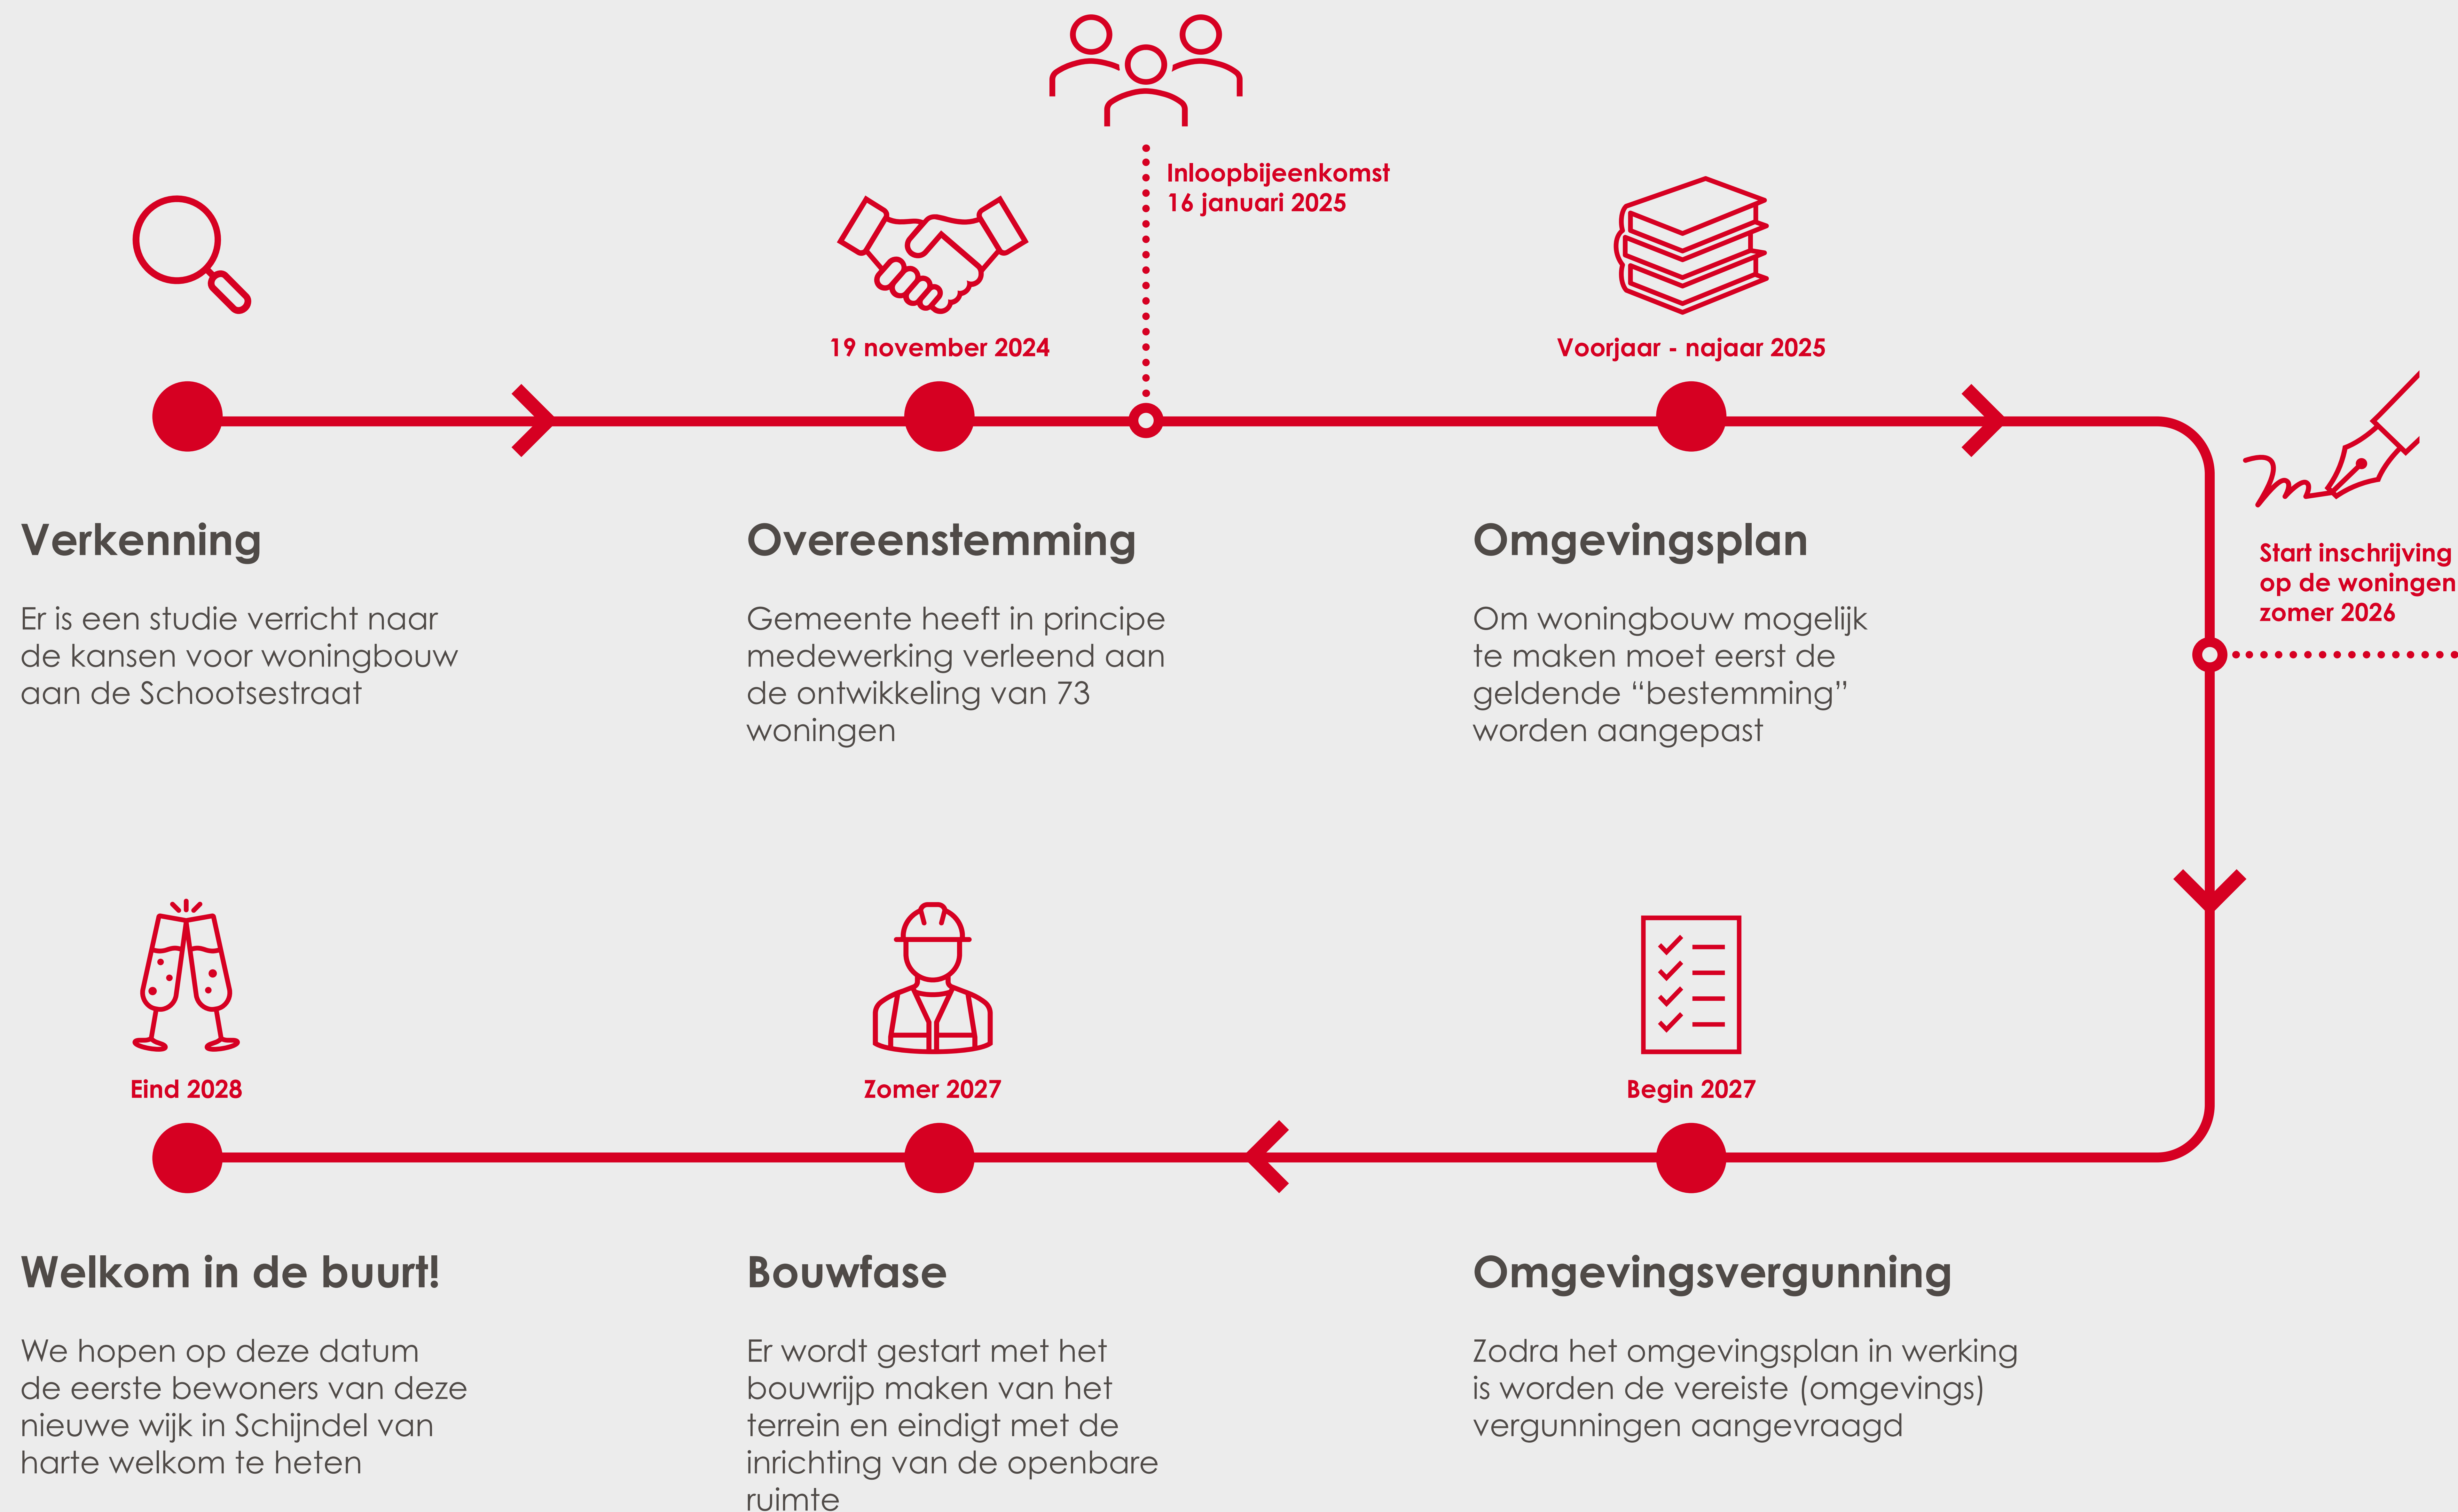 Verkenning
Er is een studie verricht naar
de kansen voor woningbouw
aan de Schootsestraat
19 november 2024
Overeenstemming
Gemeente heeft in principe
medewerking verleend aan
de ontwikkeling van 73
woningen
Inloopbijeenkomst
16 januari 2025
Voorjaar - najaar 2025
Omgevingsplan
Om woningbouw mogelijk
te maken moet eerst de
geldende “bestemming”
worden aangepast
Start inschrijving
op de woningen
zomer 2026
Begin 2027
Omgevingsvergunning
Zodra het omgevingsplan in werking
is worden de vereiste (omgevings)
vergunningen aangevraagd
Zomer 2027
Bouwfase
Er wordt gestart met het
bouwrijp maken van het
terrein en eindigt met de
inrichting van de openbare
ruimte
Eind 2028
Welkom in de buurt!
We hopen op deze datum
de eerste bewoners van deze
nieuwe wijk in Schijndel van
harte welkom te heten